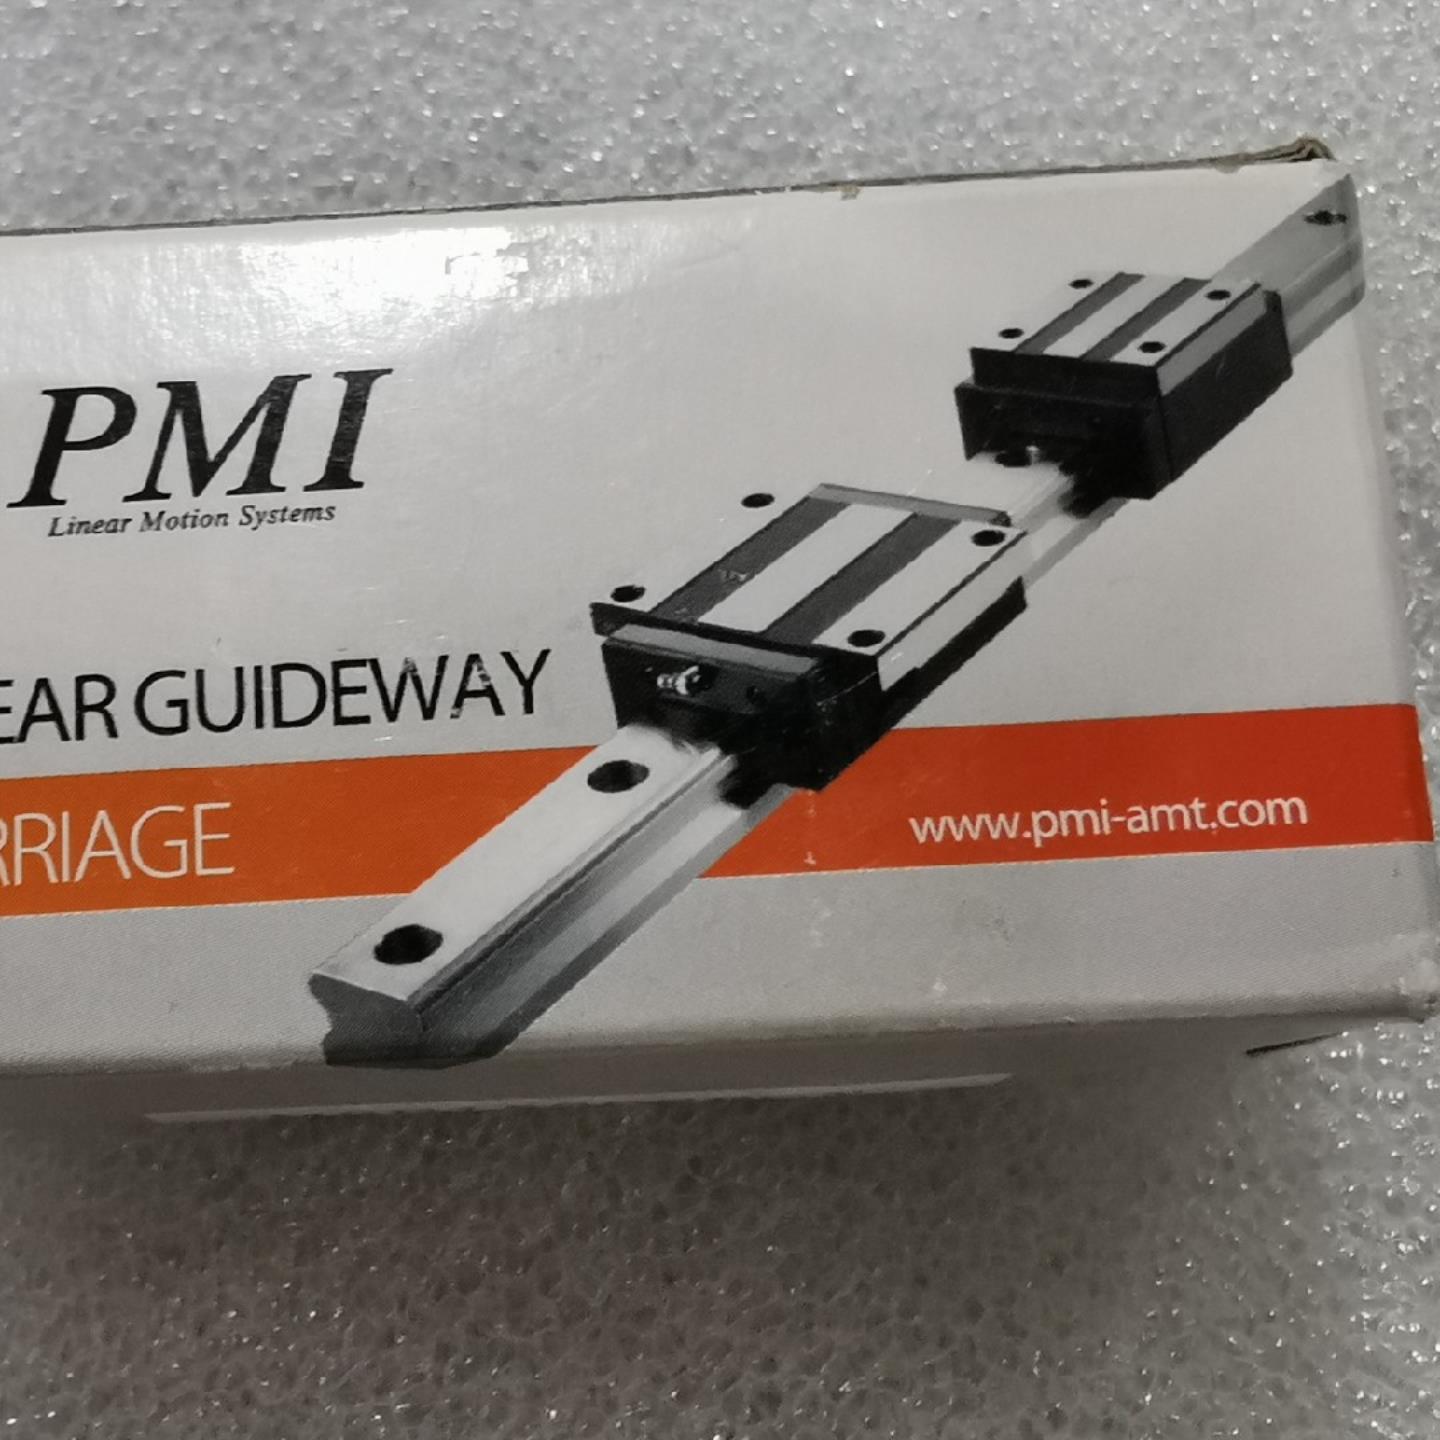 PMI
Linear Motion Systems
EAR GUIDEWAY
RRIAGE
www.pmi-amt.com